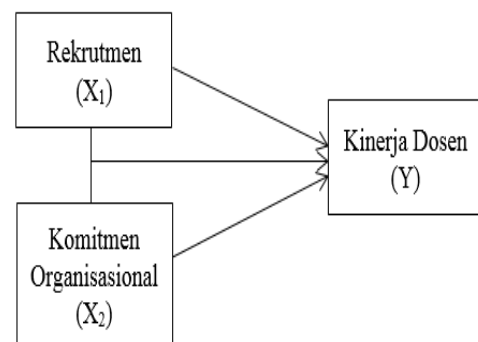 Rekrutmen
(X₁)
Kinerja Dosen
(Y)
Komitmen
Organisasional
(X₂)